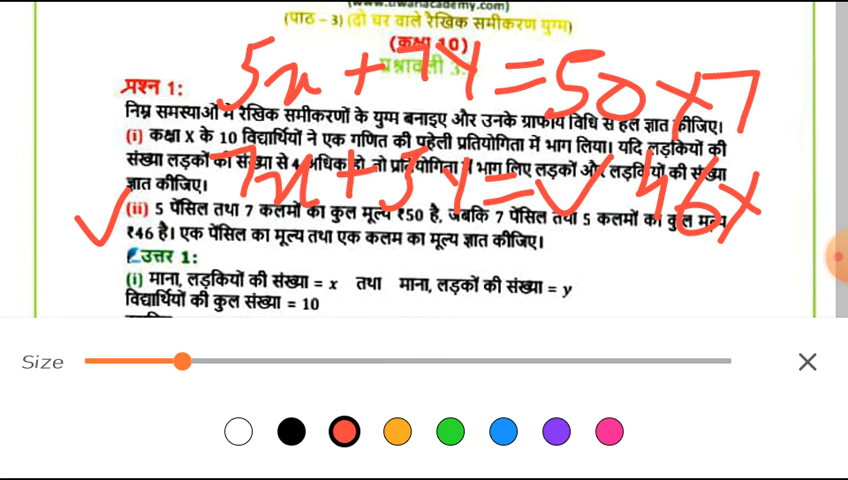 (www.tiwariacademy.com)
(पाठ – 3) (दो चर वाले रैखिक समीकरण युग्म)
(कक्षा 10)
प्रश्नावली 3.
5x + 7y = 50 x 7
प्रश्न 1:
निम्न समस्याओं में रैखिक समीकरणों के युग्म बनाइए और उनके ग्राफीय विधि से हल ज्ञात कीजिए।
(i) कक्षा X के 10 विद्यार्थियों ने एक गणित की पहेली प्रतियोगिता में भाग लिया। यदि लड़कियों की
संख्या लड़कों की संख्या से 4 अधिक हो, तो प्रतियोगिता में भाग लिए लड़कों और लड़कियों की संख्या
7x + 5y = ✓ 46 x
ज्ञात कीजिए।
✓
(ii) 5 पेंसिल तथा 7 कलमों का कुल मूल्य ₹50 है, जबकि 7 पेंसिल तथा 5 कलमों का कुल मूल्य
₹46 है। एक पेंसिल का मूल्य तथा एक कलम का मूल्य ज्ञात कीजिए।
उत्तर 1:
(i) माना, लड़कियों की संख्या = x तथा माना, लड़कों की संख्या = y
विद्यार्थियों की कुल संख्या = 10
Size